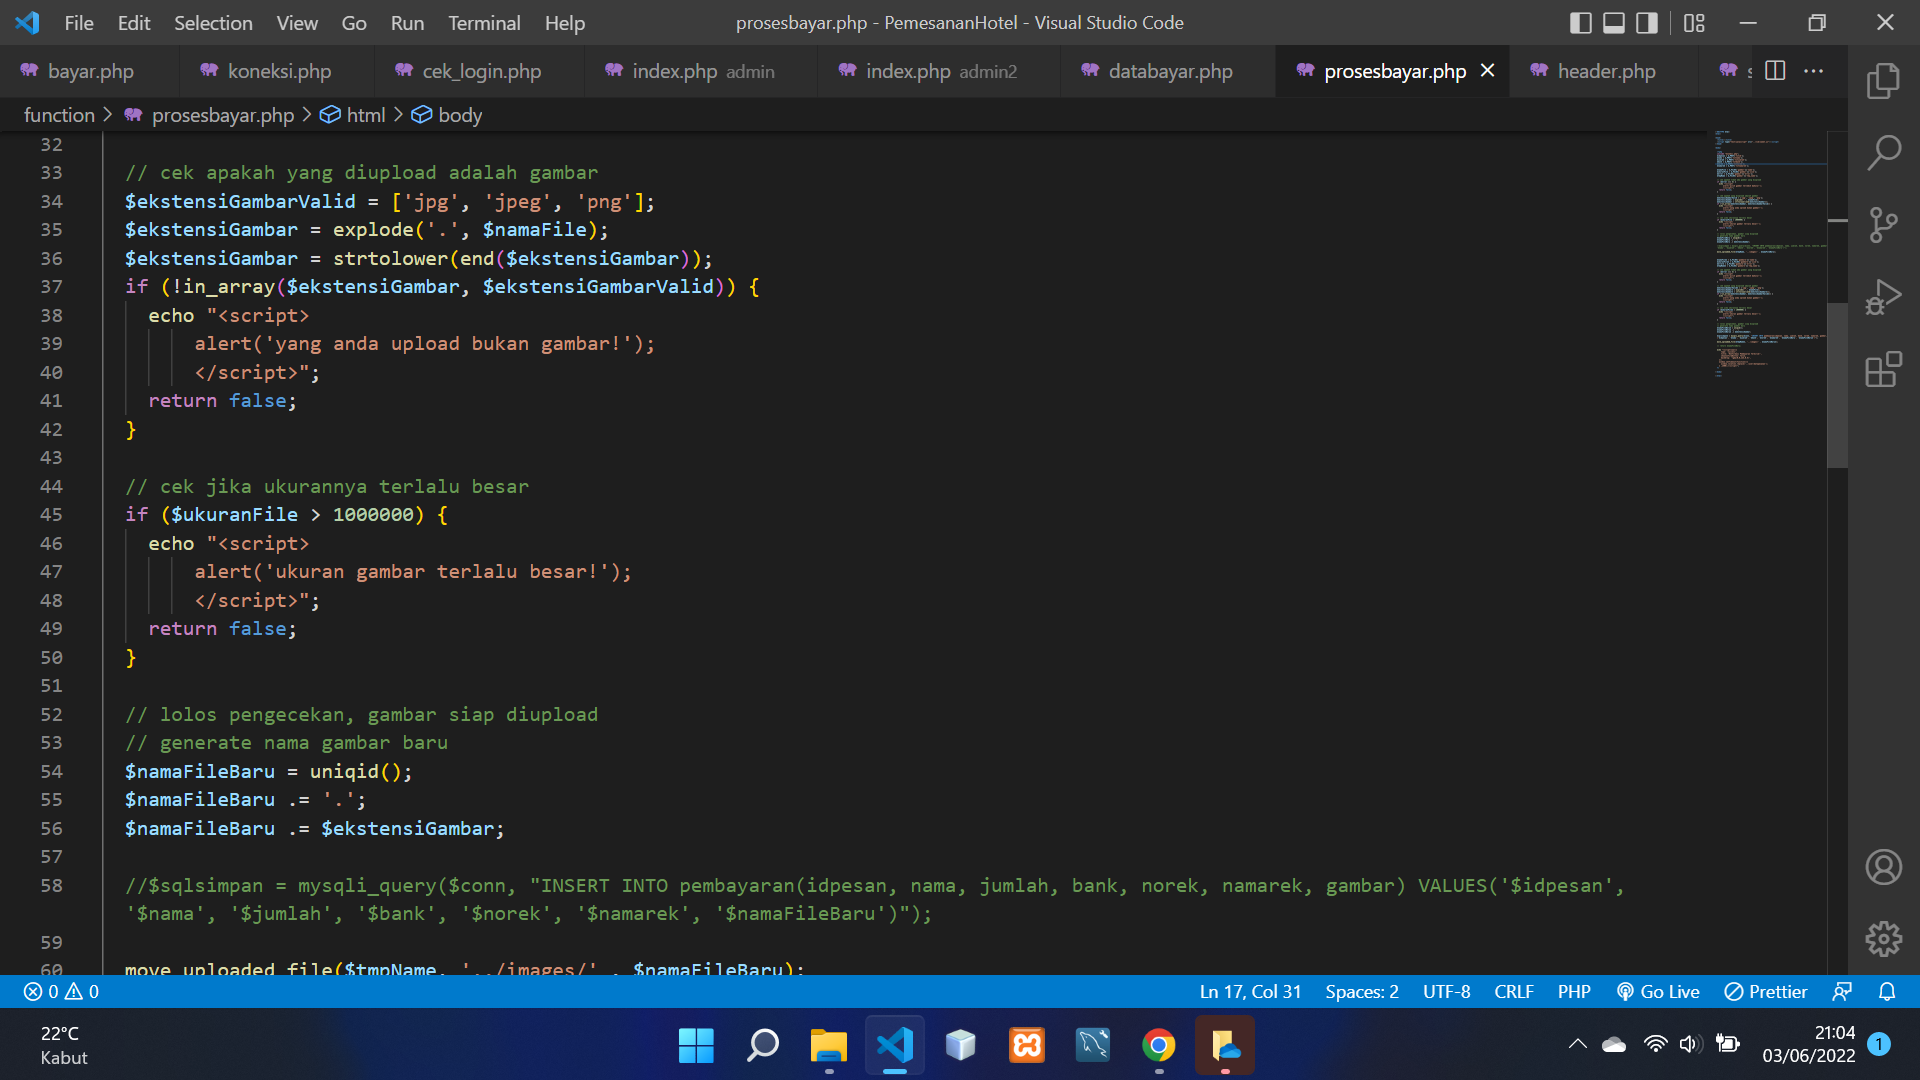 File Edit Selection View Go Run Terminal Help prosesbayar.php - PemesananHotel - Visual Studio Code
bayar.php koneksi.php cek_login.php index.php admin index.php admin2 databayar.php prosesbayar.php header.php
function > prosesbayar.php > html > body
32
33 // cek apakah yang diupload adalah gambar
34 $ekstensiGambarValid = ['jpg', 'jpeg', 'png'];
35 $ekstensiGambar = explode('.', $namaFile);
36 $ekstensiGambar = strtolower(end($ekstensiGambar));
37 if (!in_array($ekstensiGambar, $ekstensiGambarValid)) {
38 echo "<script>
39 alert('yang anda upload bukan gambar!');
40 </script>";
41 return false;
42 }
43
44 // cek jika ukurannya terlalu besar
45 if ($ukuranFile > 1000000) {
46 echo "<script>
47 alert('ukuran gambar terlalu besar!');
48 </script>";
49 return false;
50 }
51
52 // lolos pengecekan, gambar siap diupload
53 // generate nama gambar baru
54 $namaFileBaru = uniqid();
55 $namaFileBaru .= '.';
56 $namaFileBaru .= $ekstensiGambar;
57
58 //$sqlsimpan = mysqli_query($conn, "INSERT INTO pembayaran(idpesan, nama, jumlah, bank, norek, namarek, gambar) VALUES('$idpesan',
'$nama', '$jumlah', '$bank', '$norek', '$namarek', '$namaFileBaru')");
59
60 move_uploaded_file($tmpName, '../images/' . $namaFileBaru);
0 0 Ln 17, Col 31 Spaces: 2 UTF-8 CRLF PHP Go Live Prettier
22°C
Kabut
21:04
03/06/2022
1